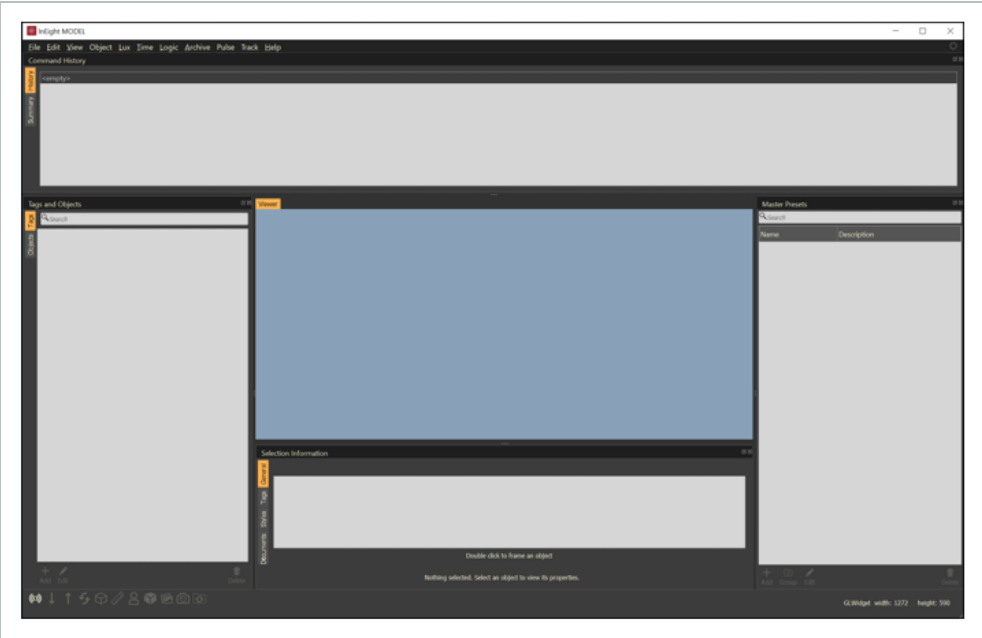 InEight MODEL
File Edit View Object Lux Time Logic Archive Pulse Track Help
Command History
History
<empty>
Summary
Tags and Objects
Tags
Search
Objects
Viewer
Master Presets
Search
Name Description
Selection Information
General
Tags
Styles
Documents
Double click to frame an object
Nothing selected. Select an object to view its properties.
Add Edit Delete
Add Group Edit Delete
GLWidget width: 1272 height: 590